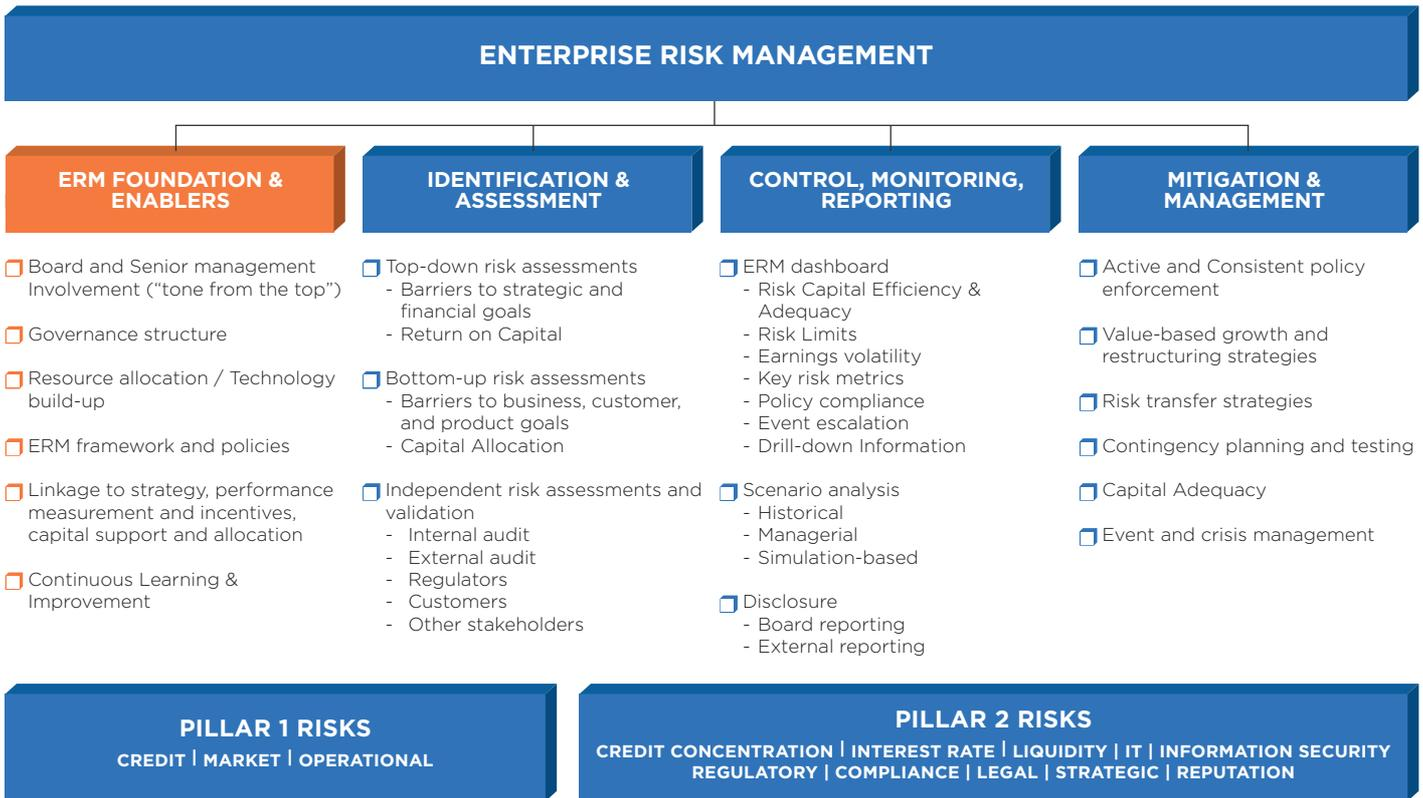 ENTERPRISE RISK MANAGEMENT
ERM FOUNDATION &
ENABLERS
Board and Senior management
Involvement (“tone from the top”)
Governance structure
Resource allocation / Technology
build-up
ERM framework and policies
Linkage to strategy, performance
measurement and incentives,
capital support and allocation
Continuous Learning &
Improvement
IDENTIFICATION &
ASSESSMENT
Top-down risk assessments
- Barriers to strategic and
financial goals
- Return on Capital
Bottom-up risk assessments
- Barriers to business, customer,
and product goals
- Capital Allocation
Independent risk assessments and
validation
- Internal audit
- External audit
- Regulators
- Customers
- Other stakeholders
CONTROL, MONITORING,
REPORTING
ERM dashboard
- Risk Capital Efficiency &
Adequacy
- Risk Limits
- Earnings volatility
- Key risk metrics
- Policy compliance
- Event escalation
- Drill-down Information
Scenario analysis
- Historical
- Managerial
- Simulation-based
Disclosure
- Board reporting
- External reporting
MITIGATION &
MANAGEMENT
Active and Consistent policy
enforcement
Value-based growth and
restructuring strategies
Risk transfer strategies
Contingency planning and testing
Capital Adequacy
Event and crisis management
PILLAR 1 RISKS
CREDIT | MARKET | OPERATIONAL
PILLAR 2 RISKS
CREDIT CONCENTRATION | INTEREST RATE | LIQUIDITY | IT | INFORMATION SECURITY
REGULATORY | COMPLIANCE | LEGAL | STRATEGIC | REPUTATION